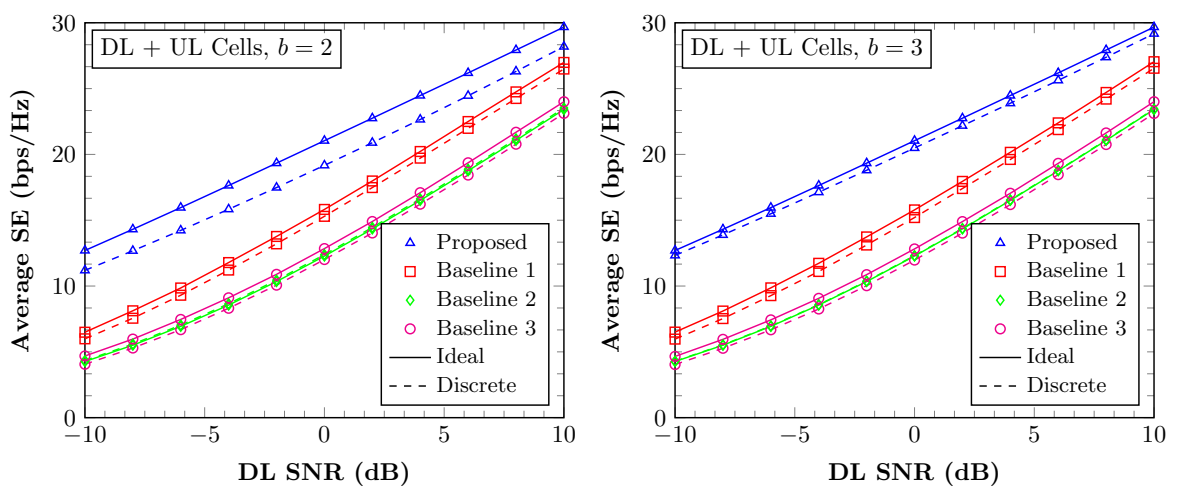 DL + UL Cells, b = 2
30
20
10
0
Average SE (bps/Hz)
−10
−5
0
5
10
DL SNR (dB)
Proposed
Baseline 1
Baseline 2
Baseline 3
Ideal
Discrete
DL + UL Cells, b = 3
30
20
10
0
Average SE (bps/Hz)
−10
−5
0
5
10
DL SNR (dB)
Proposed
Baseline 1
Baseline 2
Baseline 3
Ideal
Discrete